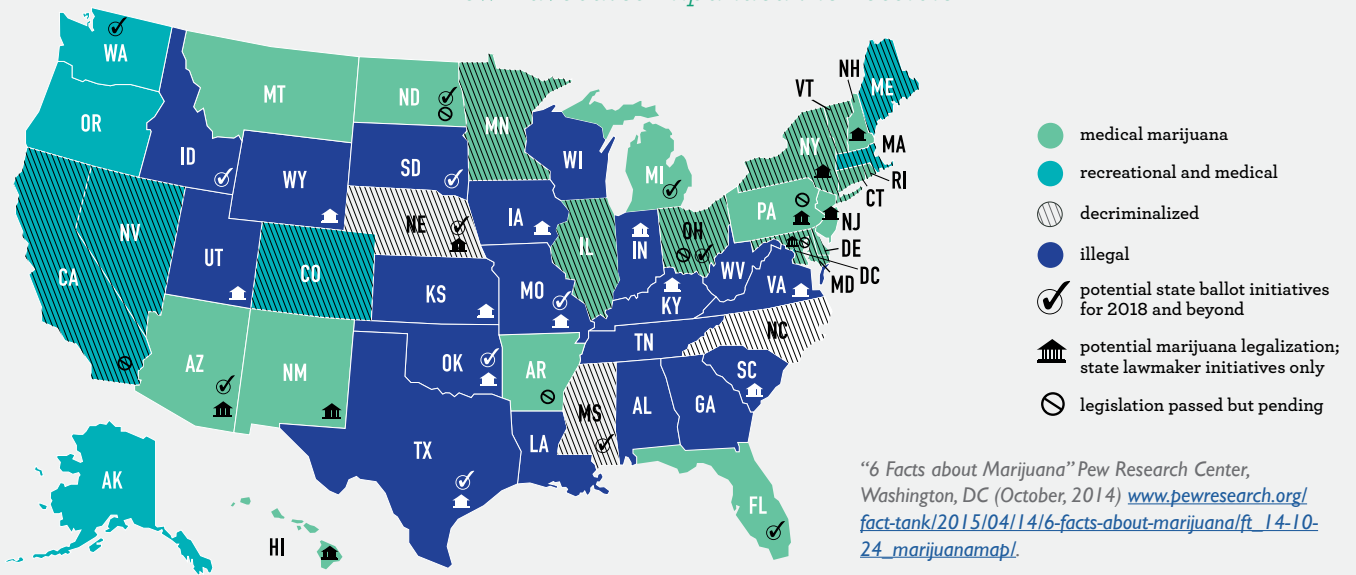 WA
OR
CA
NV
ID
MT
WY
UT
CO
AZ
NM
ND
SD
NE
KS
OK
TX
MN
IA
MO
AR
LA
WI
IL
MS
MI
IN
OH
KY
TN
AL
GA
FL
SC
NC
VA
WV
PA
NY
VT
NH
ME
MA
RI
CT
NJ
DE
DC
MD
AK
HI
medical marijuana
recreational and medical
decriminalized
illegal
potential state ballot initiatives
for 2018 and beyond
potential marijuana legalization;
state lawmaker initiatives only
legislation passed but pending
“6 Facts about Marijuana” Pew Research Center,
Washington, DC (October, 2014) www.pewresearch.org/
fact-tank/2015/04/14/6-facts-about-marijuana/ft_14-10-
24_marijuanamap/.